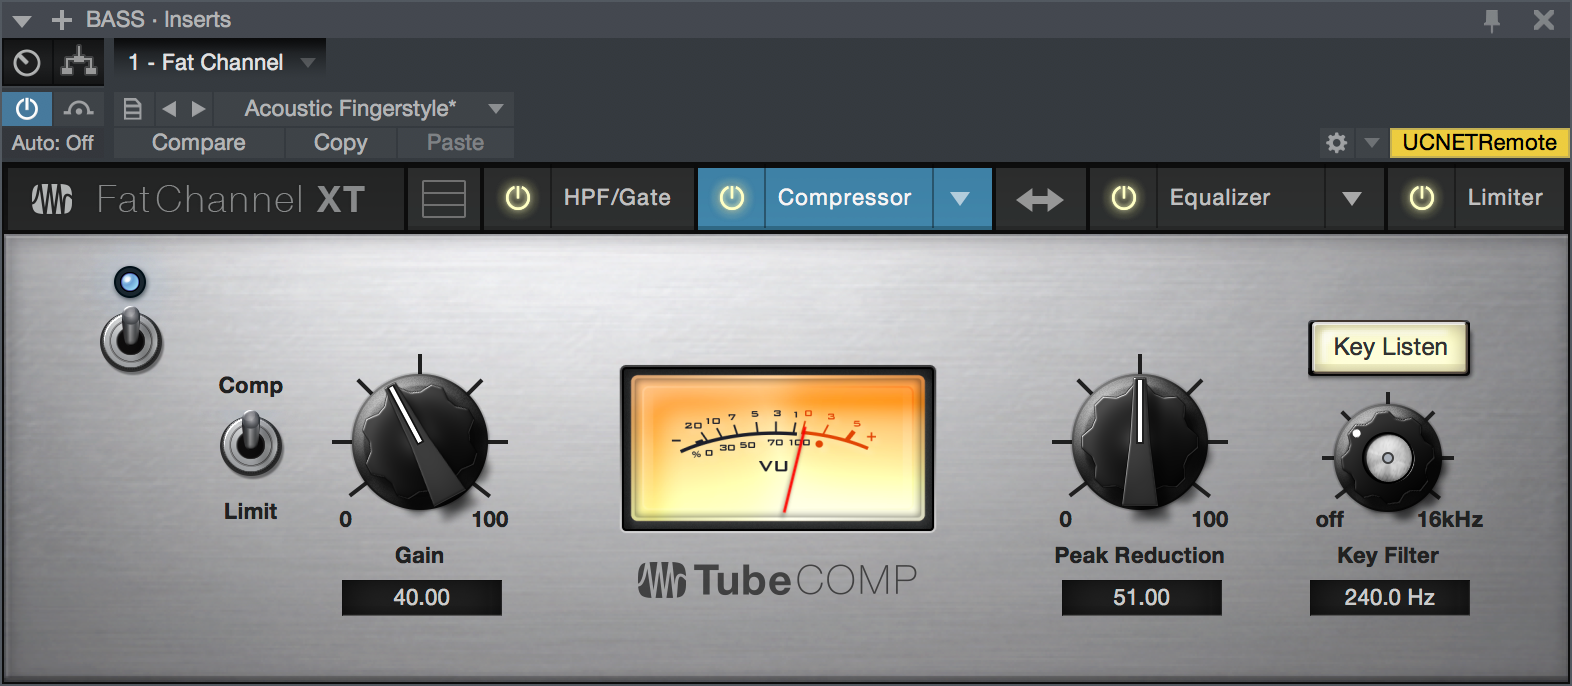 BASS · Inserts
1 - Fat Channel
Acoustic Fingerstyle*
Auto: Off Compare Copy Paste UCNETRemote
FatChannel XT HPF/Gate Compressor Equalizer Limiter
Key Listen
Comp
Limit
0 100
Gain
40.00
20 10 7 5 3 1 0 3 5
− +
% 0 30 50 70 100
VU
TubeCOMP
0 100
Peak Reduction
51.00
off 16kHz
Key Filter
240.0 Hz